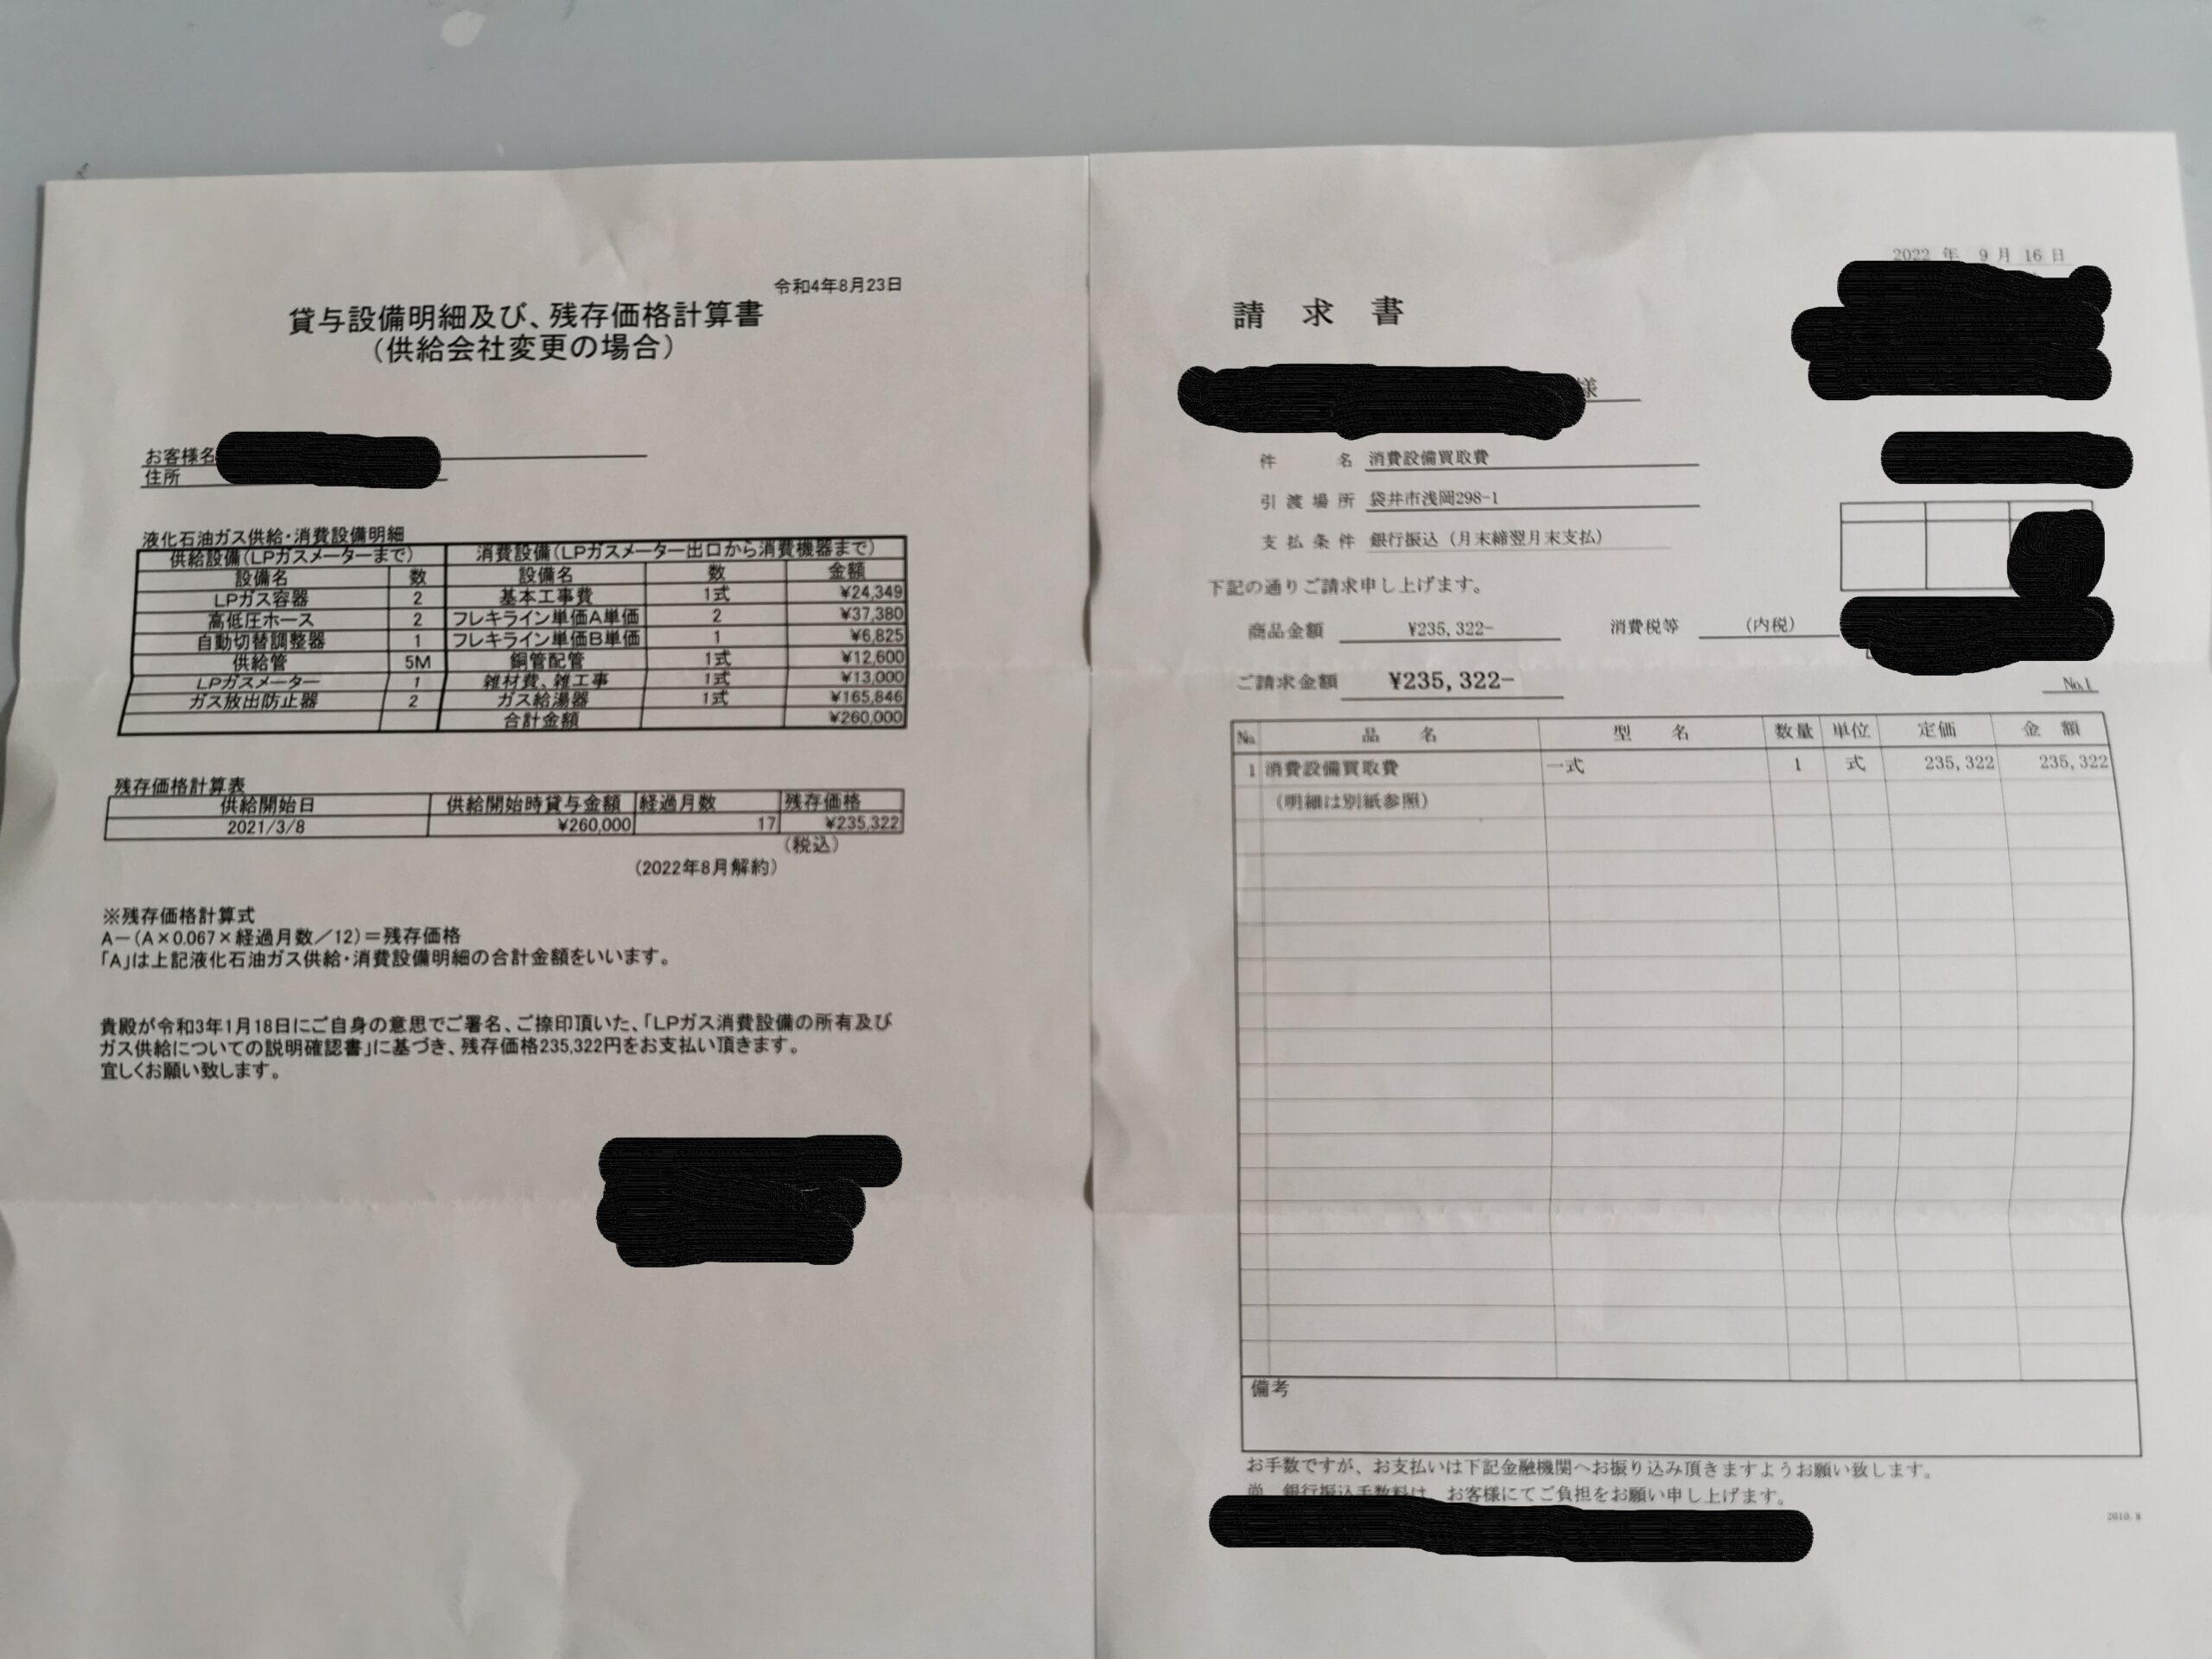 令和4年8月23日
貸与設備明細及び、残存価格計算書
(供給会社変更の場合)
お客様名
住所
液化石油ガス供給・消費設備明細
供給設備(LPガスメーターまで) 消費設備(LPガスメーター出口から消費機器まで)
設備名 数 設備名 数 金額
LPガス容器 2 基本工事費 1式 ¥24,349
高低圧ホース 2 フレキライン単価A単価 2 ¥37,380
自動切替調整器 1 フレキライン単価B単価 1 ¥6,825
供給管 5M 銅管配管 1式 ¥12,600
LPガスメーター 1 雑材費、雑工事 1式 ¥13,000
ガス放出防止器 2 ガス給湯器 1式 ¥165,846
合計金額 ¥260,000
残存価格計算表
供給開始日 供給開始時貸与金額 経過月数 残存価格
2021/3/8 ¥260,000 17 ¥235,322
(税込)
(2022年8月解約)
※残存価格計算式
A－(A×0.067×経過月数／12)＝残存価格
「A」は上記液化石油ガス供給・消費設備明細の合計金額をいいます。
貴殿が令和3年1月18日にご自身の意思でご署名、ご捺印頂いた、「LPガス消費設備の所有及び
ガス供給についての説明確認書」に基づき、残存価格235,322円をお支払い頂きます。
宜しくお願い致します。
2022 年 9 月 16 日
請 求 書
様
件 名 消費設備買取費
引渡場所 袋井市浅岡298-1
支払条件 銀行振込（月末締翌月末支払）
下記の通りご請求申し上げます。
商品金額 ¥235,322- 消費税等 (内税)
ご請求金額 ¥235,322-
No.1
No. 品 名 型 名 数量 単位 定価 金 額
1 消費設備買取費 一式 1 式 235,322 235,322
（明細は別紙参照）
備考
お手数ですが、お支払いは下記金融機関へお振り込み頂きますようお願い致します。
尚、銀行振込手数料は、お客様にてご負担をお願い申し上げます。
2010.8